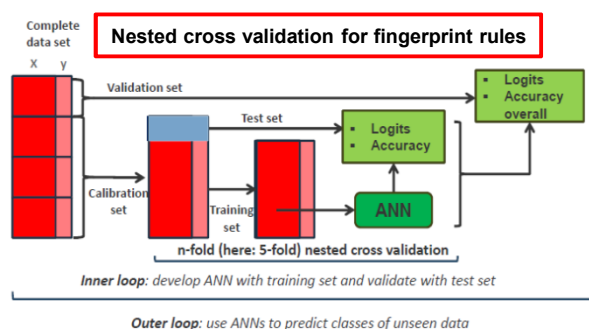 Complete
data set
Nested cross validation for fingerprint rules
x y
Validation set
▪ Logits
▪ Accuracy
overall
Test set
▪ Logits
▪ Accuracy
Calibration
set
Training
set
ANN
n-fold (here: 5-fold) nested cross validation
Inner loop: develop ANN with training set and validate with test set
Outer loop: use ANNs to predict classes of unseen data